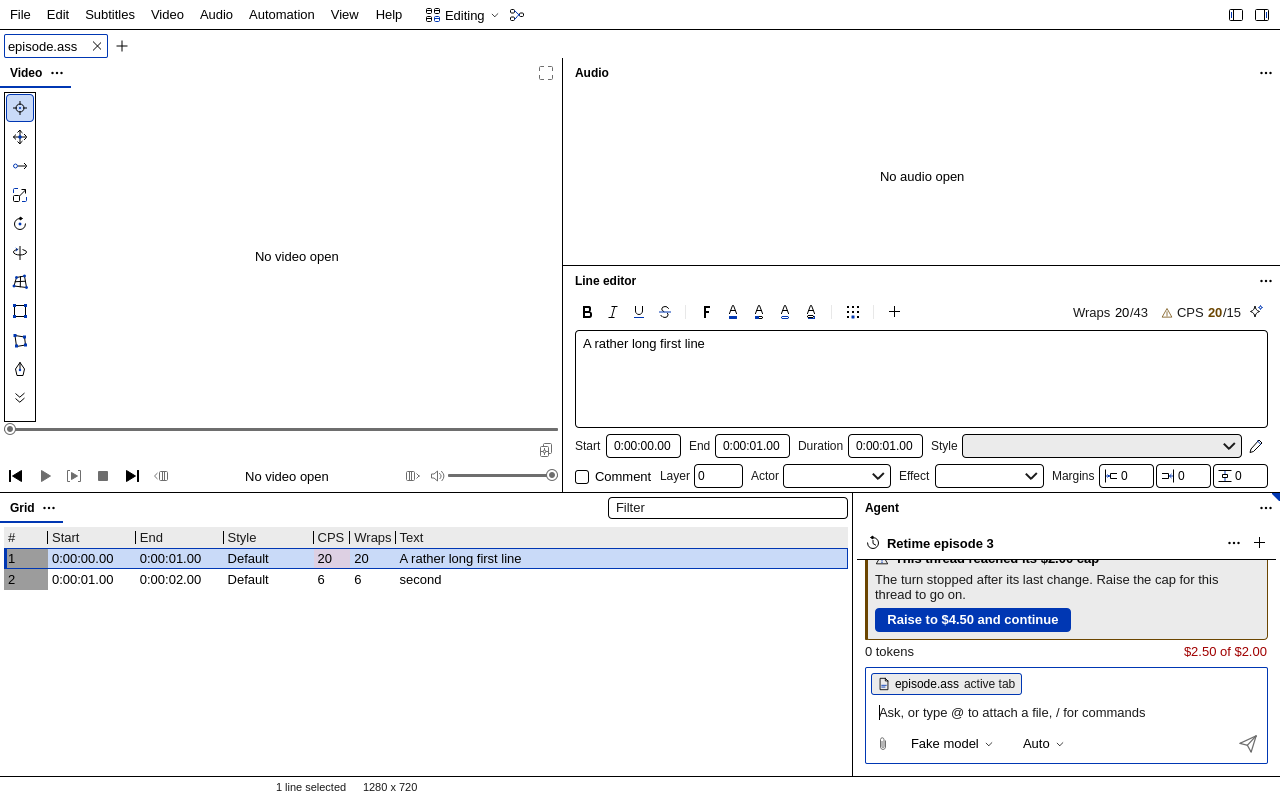 File Edit Subtitles Video Audio Automation View Help Editing
episode.ass
Video
Audio
No video open
No audio open
Line editor
B I U S F A A A A Wraps 20/43 CPS 20/15
A rather long first line
Start 0:00:00.00 End 0:00:01.00 Duration 0:00:01.00 Style
Comment Layer 0 Actor Effect Margins 0 0 0
No video open
Grid
Filter
# Start End Style CPS Wraps Text
1 0:00:00.00 0:00:01.00 Default 20 20 A rather long first line
2 0:00:01.00 0:00:02.00 Default 6 6 second
Agent
Retime episode 3
This thread reached its $2.00 cap
The turn stopped after its last change. Raise the cap for this
thread to go on.
Raise to $4.50 and continue
0 tokens $2.50 of $2.00
episode.ass active tab
Ask, or type @ to attach a file, / for commands
Fake model Auto
1 line selected 1280 x 720